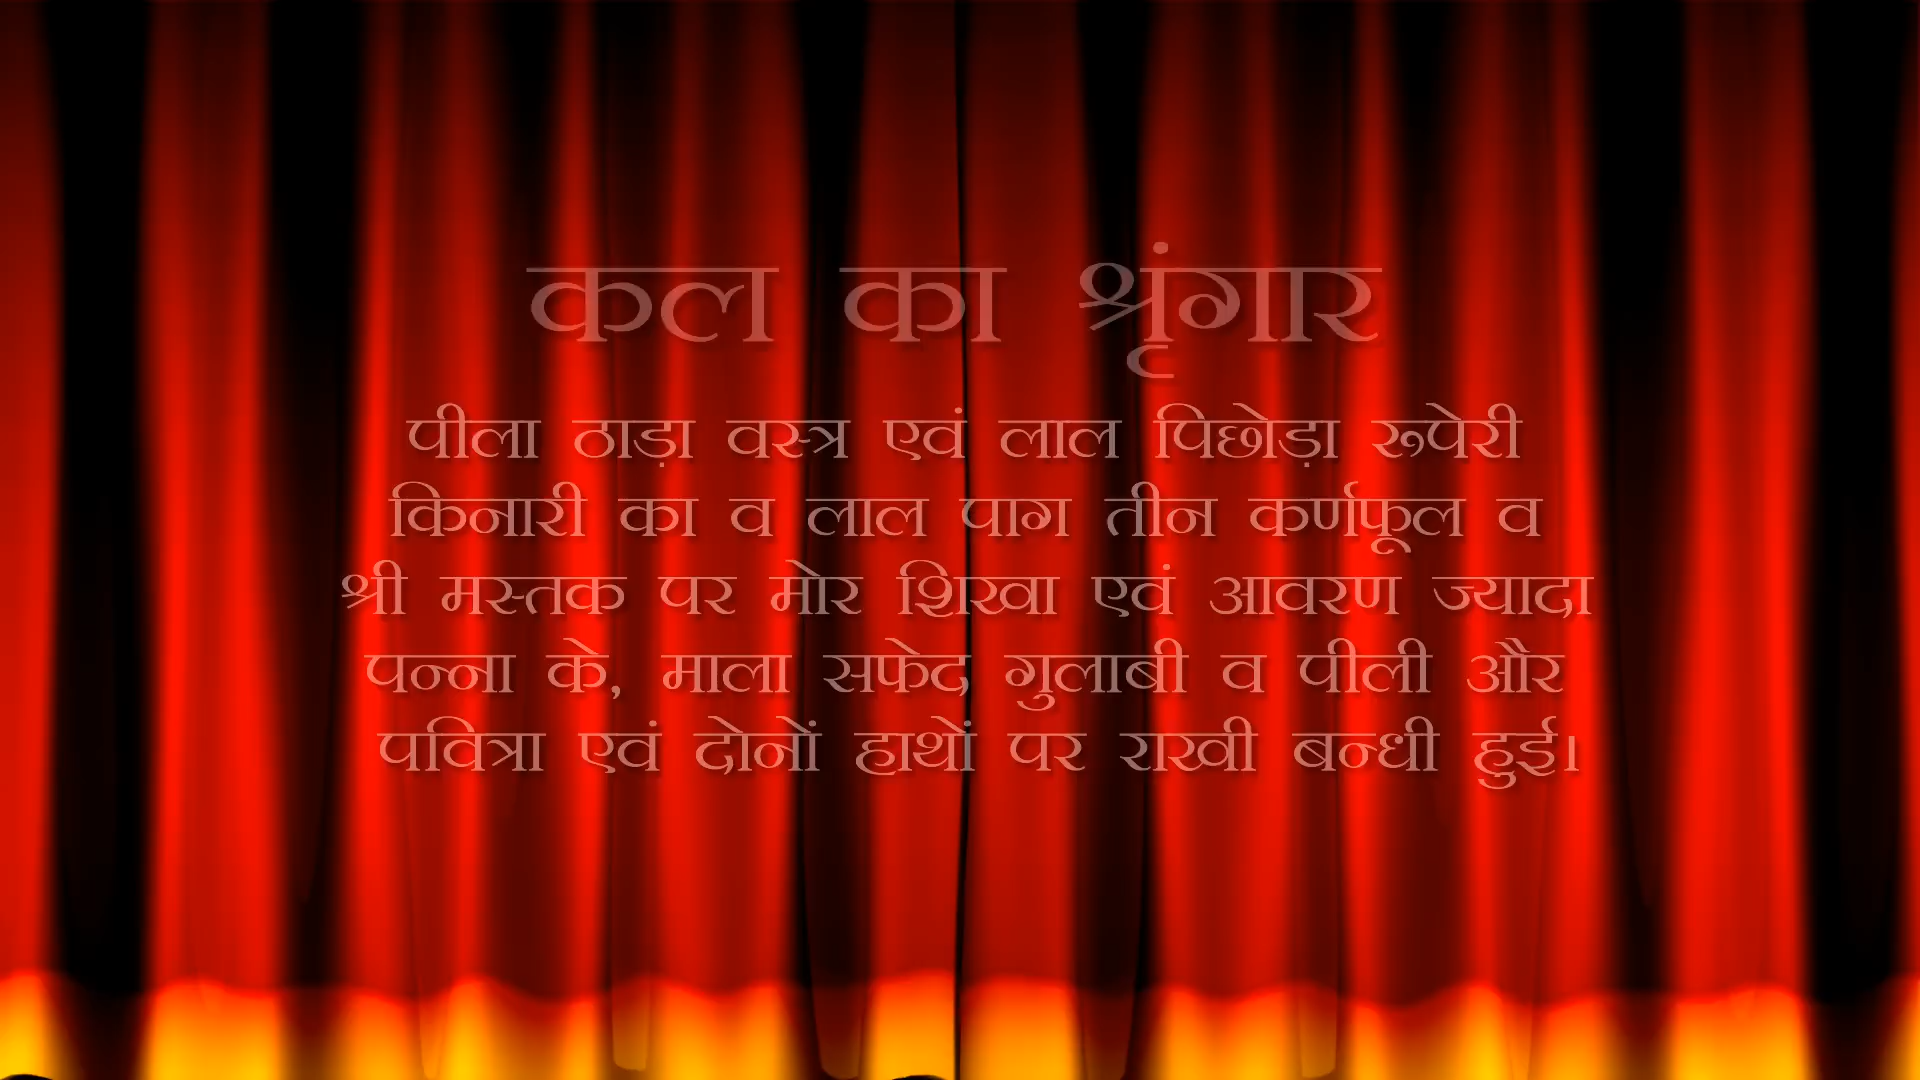 कल का श्रृंगार
पीला ठाड़ा वस्त्र एवं लाल पिछोड़ा रूपेरी
किनारी का व लाल पाग तीन कर्णफूल व
श्री मस्तक पर मोर शिखा एवं आवरण ज्यादा
पन्ना के, माला सफेद गुलाबी व पीली और
पवित्रा एवं दोनों हाथों पर राखी बन्धी हुई।